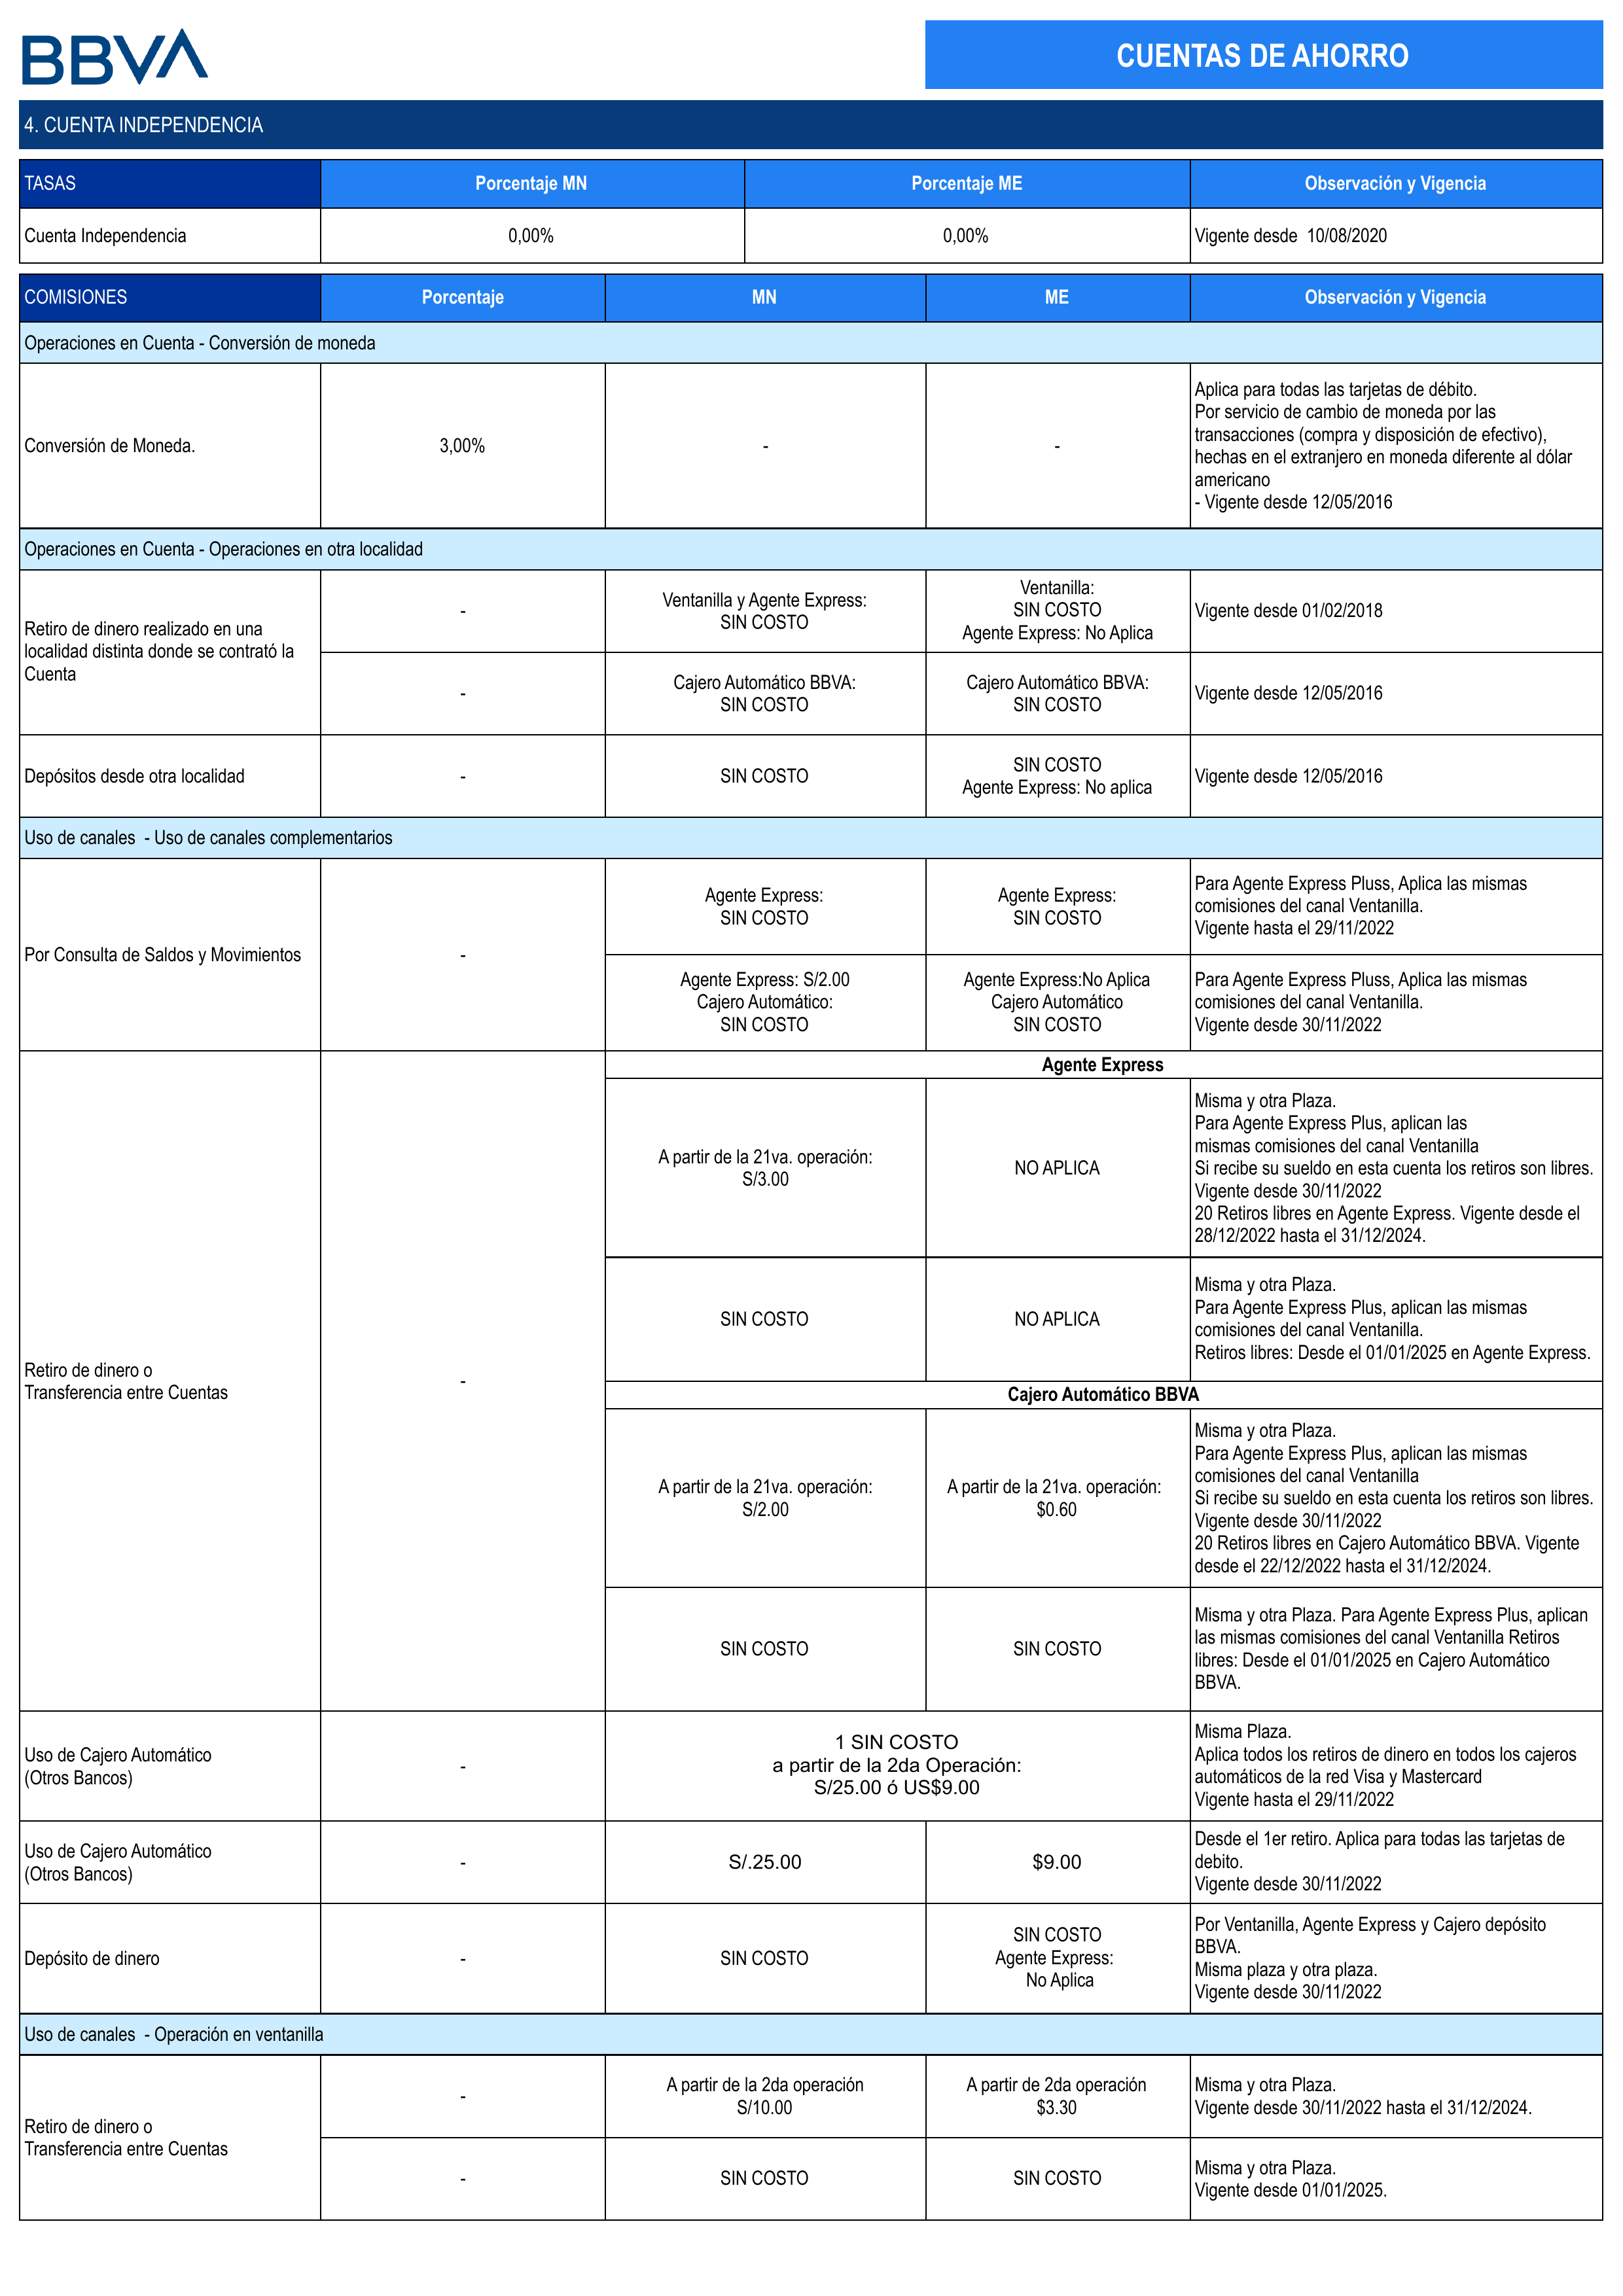 BBVA
CUENTAS DE AHORRO
4. CUENTA INDEPENDENCIA
TASAS
Porcentaje MN
Porcentaje ME
Observación y Vigencia
Cuenta Independencia
0,00%
0,00%
Vigente desde  10/08/2020
COMISIONES
Porcentaje
MN
ME
Observación y Vigencia
Operaciones en Cuenta - Conversión de moneda
Conversión de Moneda.
3,00%
-
-
Aplica para todas las tarjetas de débito.
Por servicio de cambio de moneda por las
transacciones (compra y disposición de efectivo),
hechas en el extranjero en moneda diferente al dólar
americano
- Vigente desde 12/05/2016
Operaciones en Cuenta - Operaciones en otra localidad
Retiro de dinero realizado en una
localidad distinta donde se contrató la
Cuenta
-
Ventanilla y Agente Express:
SIN COSTO
Ventanilla:
SIN COSTO
Agente Express: No Aplica
Vigente desde 01/02/2018
-
Cajero Automático BBVA:
SIN COSTO
Cajero Automático BBVA:
SIN COSTO
Vigente desde 12/05/2016
Depósitos desde otra localidad
-
SIN COSTO
SIN COSTO
Agente Express: No aplica
Vigente desde 12/05/2016
Uso de canales  - Uso de canales complementarios
Por Consulta de Saldos y Movimientos
-
Agente Express:
SIN COSTO
Agente Express:
SIN COSTO
Para Agente Express Pluss, Aplica las mismas
comisiones del canal Ventanilla.
Vigente hasta el 29/11/2022
Agente Express: S/2.00
Cajero Automático:
SIN COSTO
Agente Express:No Aplica
Cajero Automático
SIN COSTO
Para Agente Express Pluss, Aplica las mismas
comisiones del canal Ventanilla.
Vigente desde 30/11/2022
Retiro de dinero o
Transferencia entre Cuentas
-
Agente Express
A partir de la 21va. operación:
S/3.00
NO APLICA
Misma y otra Plaza.
Para Agente Express Plus, aplican las
mismas comisiones del canal Ventanilla
Si recibe su sueldo en esta cuenta los retiros son libres.
Vigente desde 30/11/2022
20 Retiros libres en Agente Express. Vigente desde el
28/12/2022 hasta el 31/12/2024.
SIN COSTO
NO APLICA
Misma y otra Plaza.
Para Agente Express Plus, aplican las mismas
comisiones del canal Ventanilla.
Retiros libres: Desde el 01/01/2025 en Agente Express.
Cajero Automático BBVA
A partir de la 21va. operación:
S/2.00
A partir de la 21va. operación:
$0.60
Misma y otra Plaza.
Para Agente Express Plus, aplican las mismas
comisiones del canal Ventanilla
Si recibe su sueldo en esta cuenta los retiros son libres.
Vigente desde 30/11/2022
20 Retiros libres en Cajero Automático BBVA. Vigente
desde el 22/12/2022 hasta el 31/12/2024.
SIN COSTO
SIN COSTO
Misma y otra Plaza. Para Agente Express Plus, aplican
las mismas comisiones del canal Ventanilla Retiros
libres: Desde el 01/01/2025 en Cajero Automático
BBVA.
Uso de Cajero Automático
(Otros Bancos)
-
1 SIN COSTO
a partir de la 2da Operación:
S/25.00 ó US$9.00
Misma Plaza.
Aplica todos los retiros de dinero en todos los cajeros
automáticos de la red Visa y Mastercard
Vigente hasta el 29/11/2022
Uso de Cajero Automático
(Otros Bancos)
-
S/.25.00
$9.00
Desde el 1er retiro. Aplica para todas las tarjetas de
debito.
Vigente desde 30/11/2022
Depósito de dinero
-
SIN COSTO
SIN COSTO
Agente Express:
No Aplica
Por Ventanilla, Agente Express y Cajero depósito
BBVA.
Misma plaza y otra plaza.
Vigente desde 30/11/2022
Uso de canales  - Operación en ventanilla
Retiro de dinero o
Transferencia entre Cuentas
-
A partir de la 2da operación
S/10.00
A partir de 2da operación
$3.30
Misma y otra Plaza.
Vigente desde 30/11/2022 hasta el 31/12/2024.
-
SIN COSTO
SIN COSTO
Misma y otra Plaza.
Vigente desde 01/01/2025.